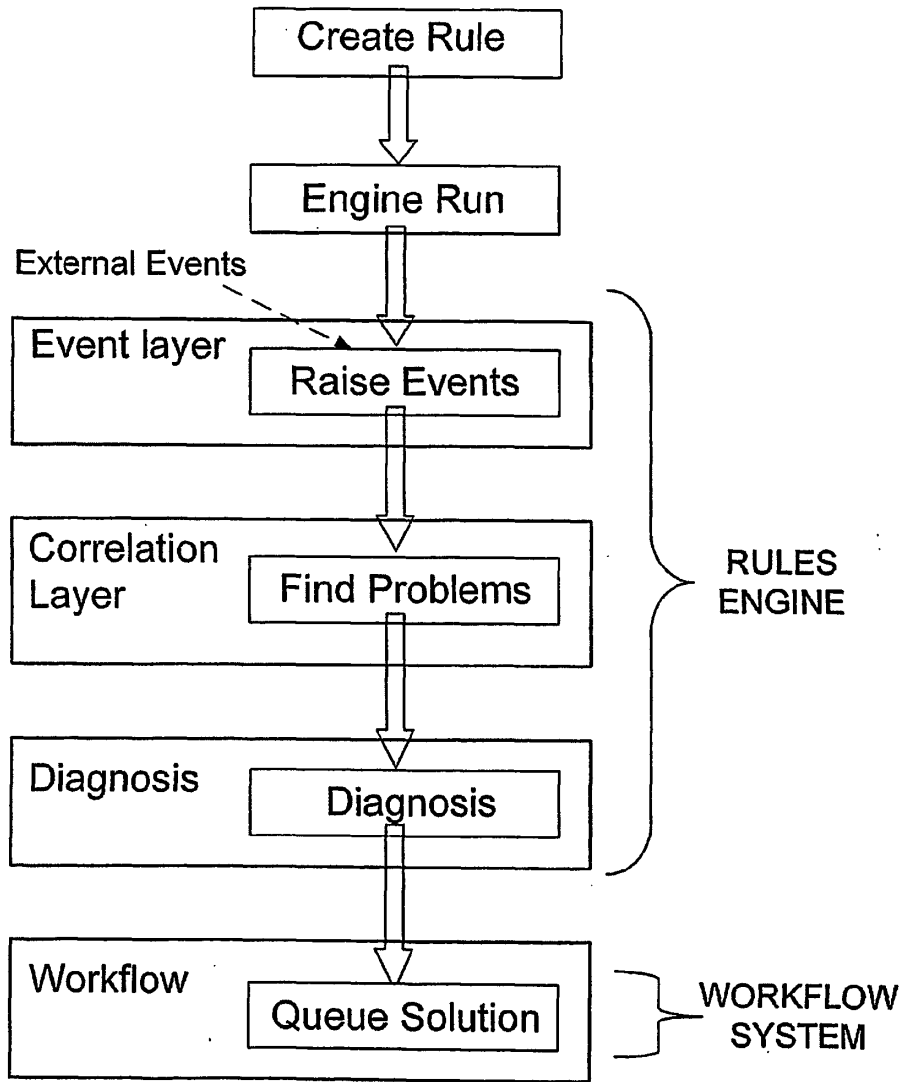 Create Rule
Engine Run
External Events
Event layer
Raise Events
Correlation
Layer
Find Problems
RULES
ENGINE
Diagnosis
Diagnosis
Workflow
Queue Solution
WORKFLOW
SYSTEM